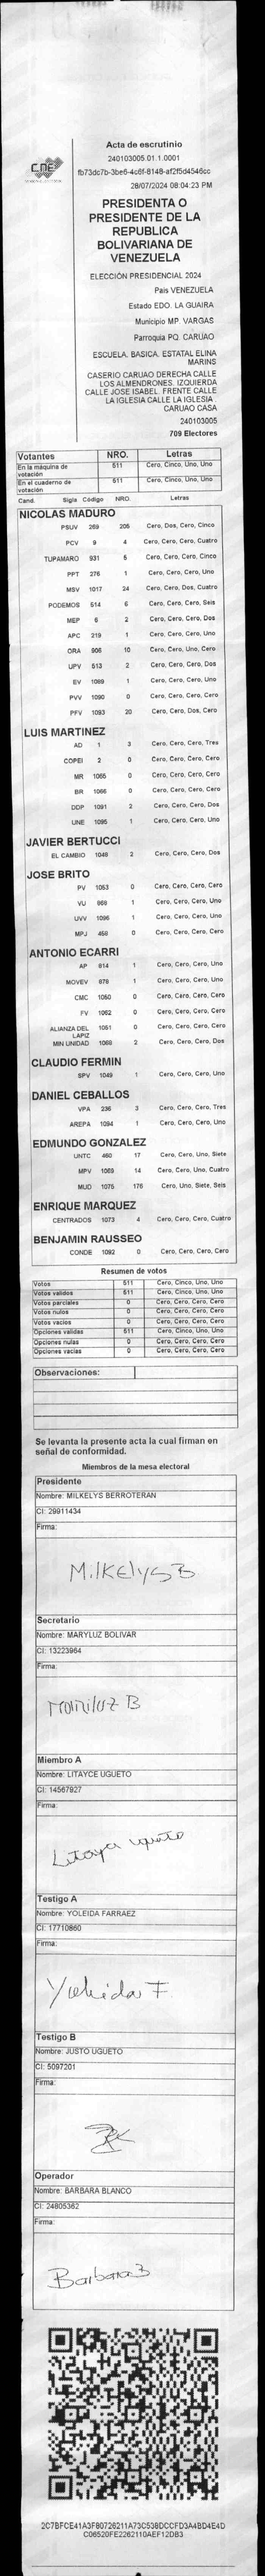 Acta de escrutinio
CNE
240103005.01.1.0001
fb73dc7b-3be6-4c6f-8148-af2f5d4546cc
28/07/2024 08:04:23 PM
PRESIDENTA O
PRESIDENTE DE LA
REPUBLICA
BOLIVARIANA DE
VENEZUELA
ELECCIÓN PRESIDENCIAL 2024
Pais VENEZUELA
Estado EDO. LA GUAIRA
Municipio MP. VARGAS
Parroquia PQ. CARUAO
ESCUELA. BASICA. ESTATAL ELINA
MARINS
CASERIO CARUAO DERECHA CALLE
LOS ALMENDRONES. IZQUIERDA
CALLE JOSE ISABEL. FRENTE CALLE
LA IGLESIA CALLE LA IGLESIA .
CARUAO CASA
240103005
709 Electores
Votantes NRO. Letras
En la máquina de votación 511 Cero, Cinco, Uno, Uno
En el cuaderno de votación 511 Cero, Cinco, Uno, Uno
Cand. Sigla Código NRO. Letras
NICOLAS MADURO
PSUV 259 205 Cero, Dos, Cero, Cinco
PCV 9 4 Cero, Cero, Cero, Cuatro
TUPAMARO 931 5 Cero, Cero, Cero, Cinco
PPT 276 1 Cero, Cero, Cero, Uno
MSV 1017 24 Cero, Cero, Dos, Cuatro
PODEMOS 514 6 Cero, Cero, Cero, Seis
MEP 6 2 Cero, Cero, Cero, Dos
APC 219 1 Cero, Cero, Cero, Uno
ORA 906 10 Cero, Cero, Uno, Cero
UPV 513 2 Cero, Cero, Cero, Dos
EV 1089 1 Cero, Cero, Cero, Uno
PVV 1090 0 Cero, Cero, Cero, Cero
PFV 1093 20 Cero, Cero, Dos, Cero
LUIS MARTINEZ
AD 1 3 Cero, Cero, Cero, Tres
COPEI 2 0 Cero, Cero, Cero, Cero
MR 1065 0 Cero, Cero, Cero, Cero
BR 1066 0 Cero, Cero, Cero, Cero
DDP 1091 2 Cero, Cero, Cero, Dos
UNE 1095 1 Cero, Cero, Cero, Uno
JAVIER BERTUCCI
EL CAMBIO 1048 2 Cero, Cero, Cero, Dos
JOSE BRITO
PV 1053 0 Cero, Cero, Cero, Cero
VU 868 1 Cero, Cero, Cero, Uno
UVV 1096 1 Cero, Cero, Cero, Uno
MPJ 458 0 Cero, Cero, Cero, Cero
ANTONIO ECARRI
AP 814 1 Cero, Cero, Cero, Uno
MOVEV 978 1 Cero, Cero, Cero, Uno
CMC 1050 0 Cero, Cero, Cero, Cero
FV 1052 0 Cero, Cero, Cero, Cero
ALIANZA DEL LAPIZ 1051 0 Cero, Cero, Cero, Cero
MIN UNIDAD 1068 2 Cero, Cero, Cero, Dos
CLAUDIO FERMIN
SPV 1049 1 Cero, Cero, Cero, Uno
DANIEL CEBALLOS
VPA 236 3 Cero, Cero, Cero, Tres
AREPA 1094 1 Cero, Cero, Cero, Uno
EDMUNDO GONZALEZ
UNTC 460 17 Cero, Cero, Uno, Siete
MPV 1069 14 Cero, Cero, Uno, Cuatro
MUD 1075 176 Cero, Uno, Siete, Seis
ENRIQUE MARQUEZ
CENTRADOS 1073 4 Cero, Cero, Cero, Cuatro
BENJAMIN RAUSSEO
CONDE 1092 0 Cero, Cero, Cero, Cero
Resumen de votos
Votos 511 Cero, Cinco, Uno, Uno
Votos validos 511 Cero, Cinco, Uno, Uno
Votos parciales 0 Cero, Cero, Cero, Cero
Votos nulos 0 Cero, Cero, Cero, Cero
Votos vacios 0 Cero, Cero, Cero, Cero
Opciones validas 511 Cero, Cinco, Uno, Uno
Opciones nulas 0 Cero, Cero, Cero, Cero
Opciones vacias 0 Cero, Cero, Cero, Cero
Observaciones:
Se levanta la presente acta la cual firman en
señal de conformidad.
Miembros de la mesa electoral
Presidente
Nombre: MILKELYS BERROTERAN
CI: 29911434
Firma:
MilKElySB
Secretario
Nombre: MARYLUZ BOLIVAR
CI: 13223964
Firma:
Mariluz B
Miembro A
Nombre: LITAYCE UGUETO
CI: 14567927
Firma:
Testigo A
Nombre: YOLEIDA FARRAEZ
CI: 17710860
Firma:
Yoleida F
Testigo B
Nombre: JUSTO UGUETO
CI: 5097201
Firma:
Operador
Nombre: BARBARA BLANCO
CI: 24805362
Firma:
Barbara B
2C7BFCE41A3F80726211A73C538DCCFD3A4BD4E4D
C06520FE2262110AEF12DB3